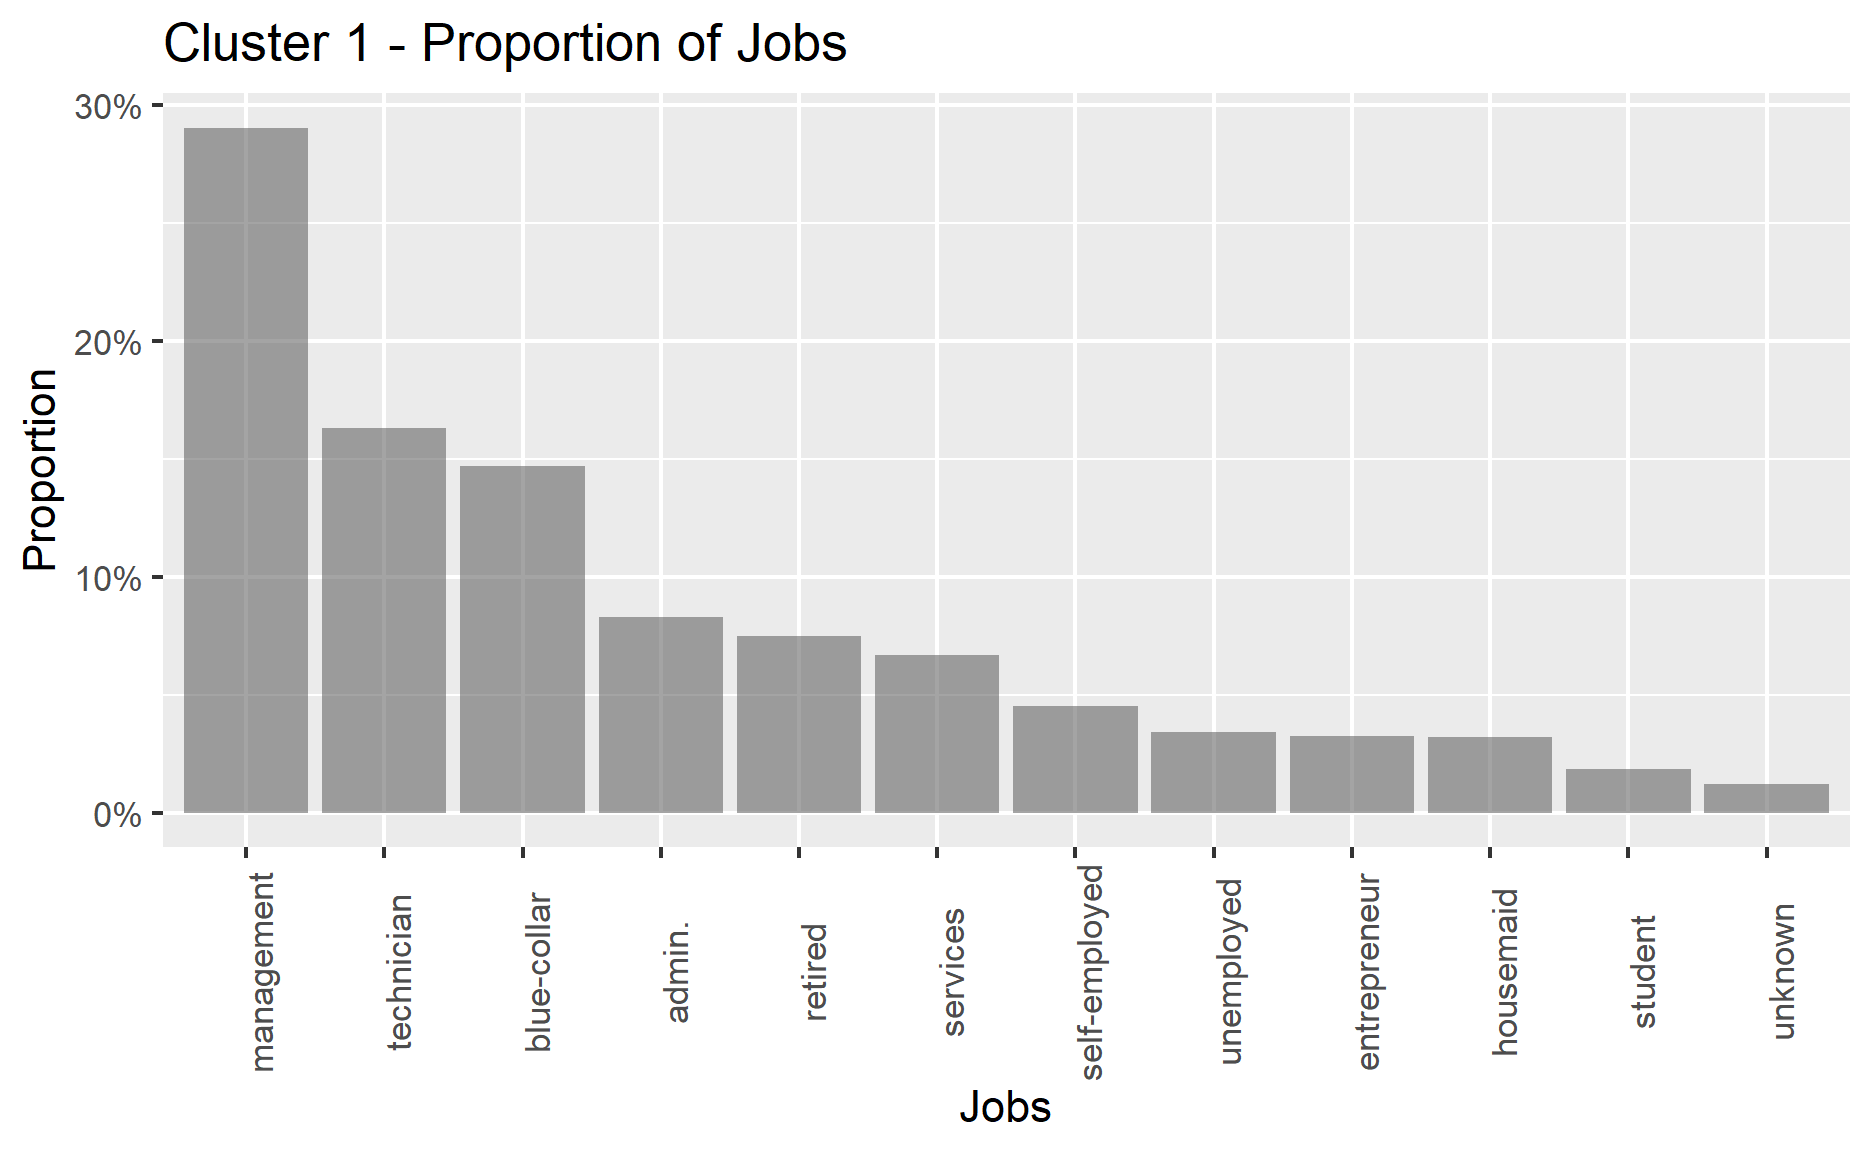 Cluster 1 - Proportion of Jobs
Proportion
30%
20%
10%
0%
management
technician
blue-collar
admin.
retired
services
self-employed
unemployed
entrepreneur
housemaid
student
unknown
Jobs